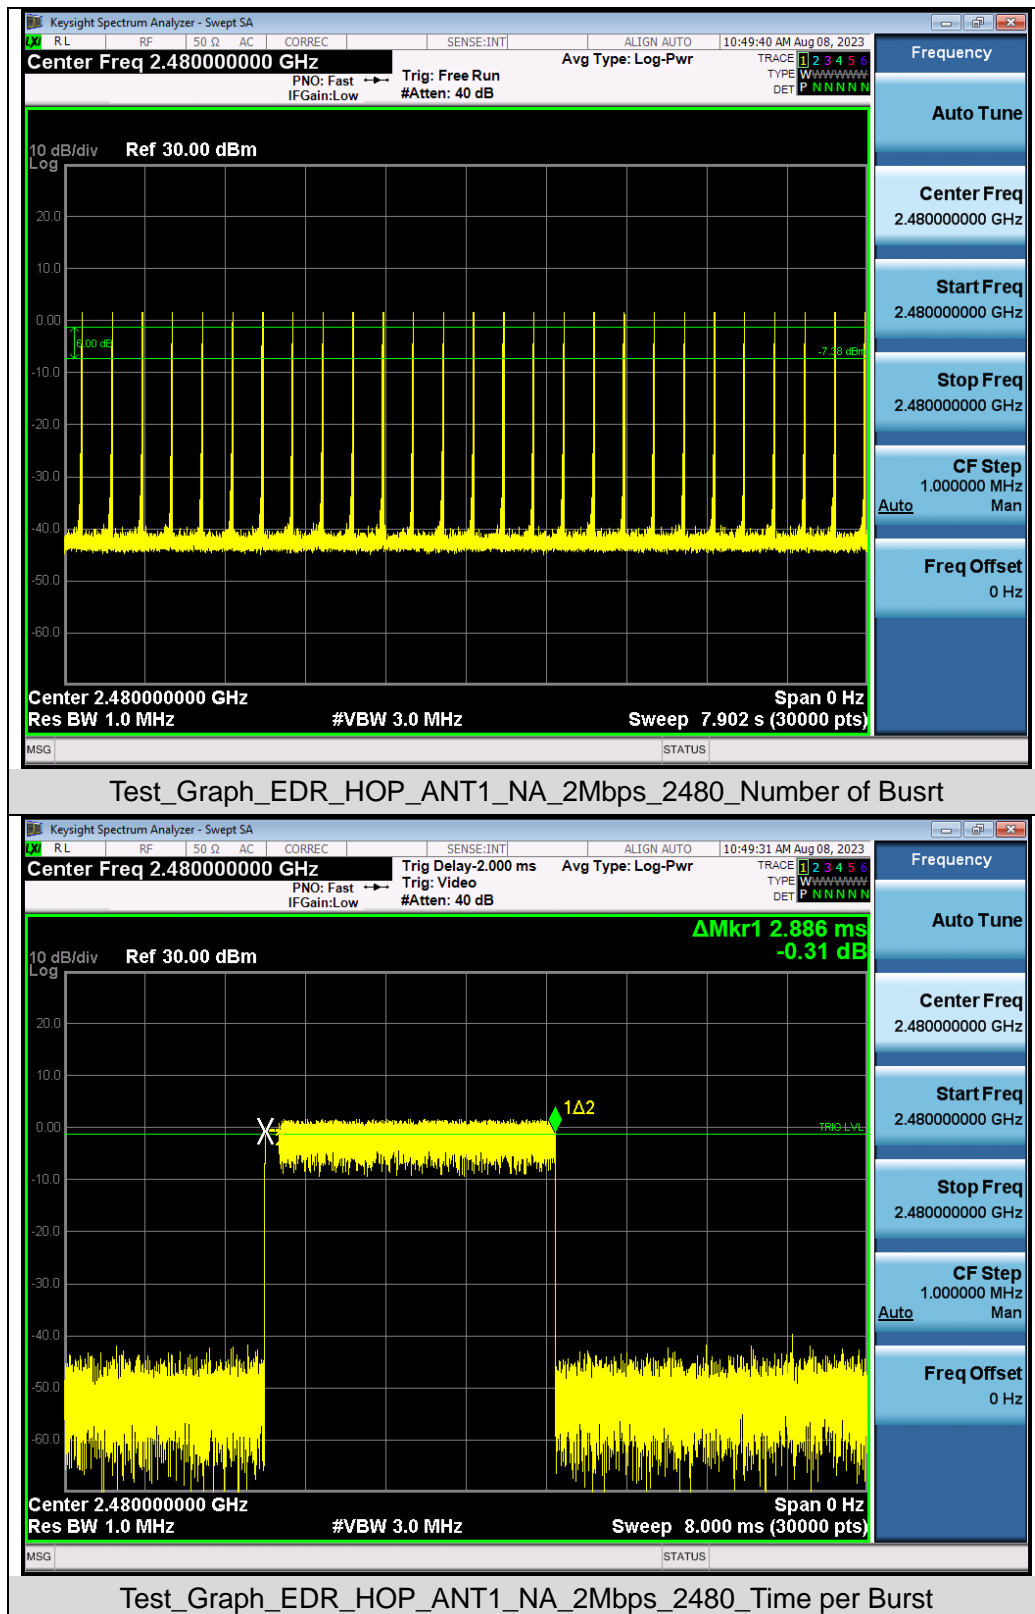 Keysight Spectrum Analyzer - Swept SA
LXI RL RF 50 Ω AC CORREC SENSE:INT ALIGN AUTO 10:49:40 AM Aug 08, 2023
Center Freq 2.480000000 GHz Avg Type: Log-Pwr TRACE 1 2 3 4 5 6
PNO: Fast Trig: Free Run TYPE WWWWWW
IFGain:Low #Atten: 40 dB DET P N N N N N
Frequency
Auto Tune
Center Freq
2.480000000 GHz
Start Freq
2.480000000 GHz
Stop Freq
2.480000000 GHz
CF Step
1.000000 MHz
Auto Man
Freq Offset
0 Hz
10 dB/div Ref 30.00 dBm
Log
20.0
10.0
0.00
6.00 dB
-7.38 dBm
-10.0
-20.0
-30.0
-40.0
-50.0
-60.0
Center 2.480000000 GHz Span 0 Hz
Res BW 1.0 MHz #VBW 3.0 MHz Sweep 7.902 s (30000 pts)
MSG STATUS
Test_Graph_EDR_HOP_ANT1_NA_2Mbps_2480_Number of Busrt
Keysight Spectrum Analyzer - Swept SA
LXI RL RF 50 Ω AC CORREC SENSE:INT ALIGN AUTO 10:49:31 AM Aug 08, 2023
Center Freq 2.480000000 GHz Trig Delay-2.000 ms Avg Type: Log-Pwr TRACE 1 2 3 4 5 6
PNO: Fast Trig: Video TYPE WWWWWW
IFGain:Low #Atten: 40 dB DET P N N N N N
Frequency
Auto Tune
Center Freq
2.480000000 GHz
Start Freq
2.480000000 GHz
Stop Freq
2.480000000 GHz
CF Step
1.000000 MHz
Auto Man
Freq Offset
0 Hz
ΔMkr1 2.886 ms
-0.31 dB
10 dB/div Ref 30.00 dBm
Log
20.0
10.0
1Δ2
0.00
TRIG LVL
-10.0
-20.0
-30.0
-40.0
-50.0
-60.0
Center 2.480000000 GHz Span 0 Hz
Res BW 1.0 MHz #VBW 3.0 MHz Sweep 8.000 ms (30000 pts)
MSG STATUS
Test_Graph_EDR_HOP_ANT1_NA_2Mbps_2480_Time per Burst